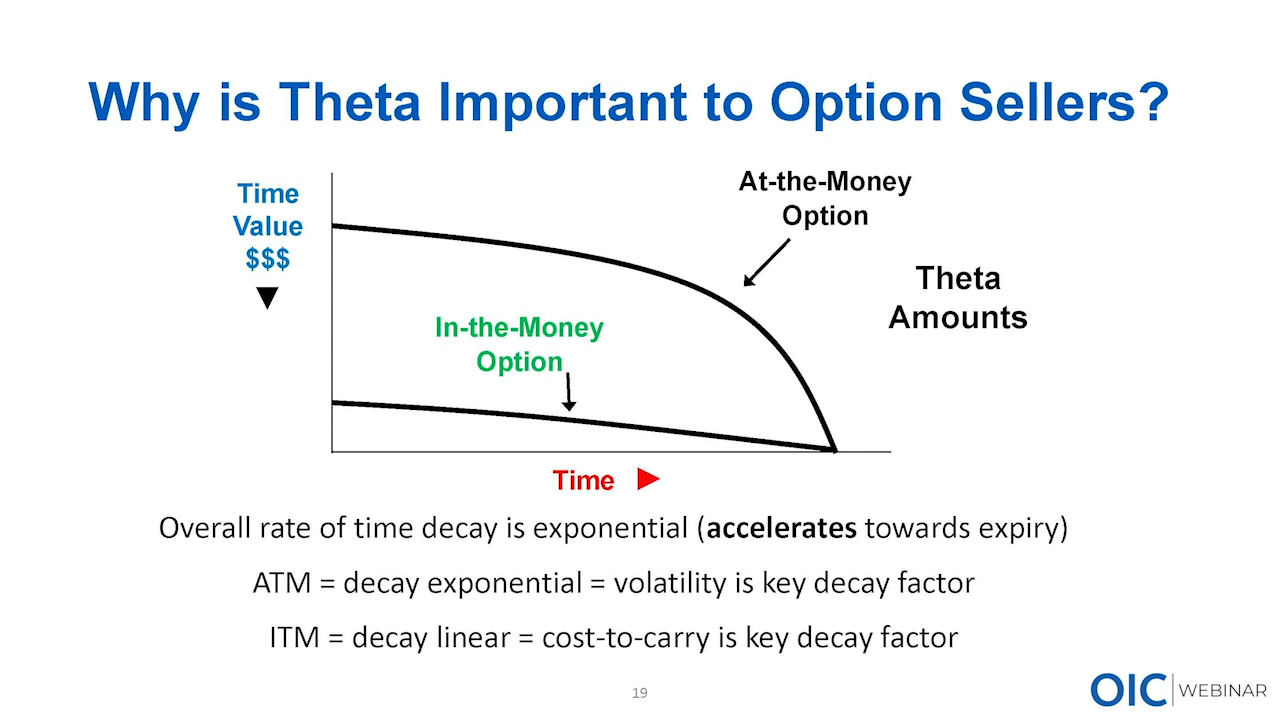 Why is Theta Important to Option Sellers?
Time
Value
$$$
At-the-Money
Option
Theta
Amounts
In-the-Money
Option
Time
Overall rate of time decay is exponential (accelerates towards expiry)
ATM = decay exponential = volatility is key decay factor
ITM = decay linear = cost-to-carry is key decay factor
19
OIC WEBINAR